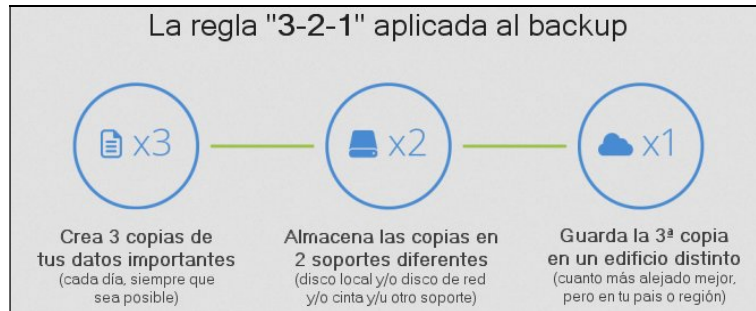 La regla "3-2-1" aplicada al backup
x3
x2
x1
Crea 3 copias de
tus datos importantes
(cada día, siempre que
sea posible)
Almacena las copias en
2 soportes diferentes
(disco local y/o disco de red
y/o cinta y/u otro soporte)
Guarda la 3ª copia
en un edificio distinto
(cuanto más alejado mejor,
pero en tu pais o región)